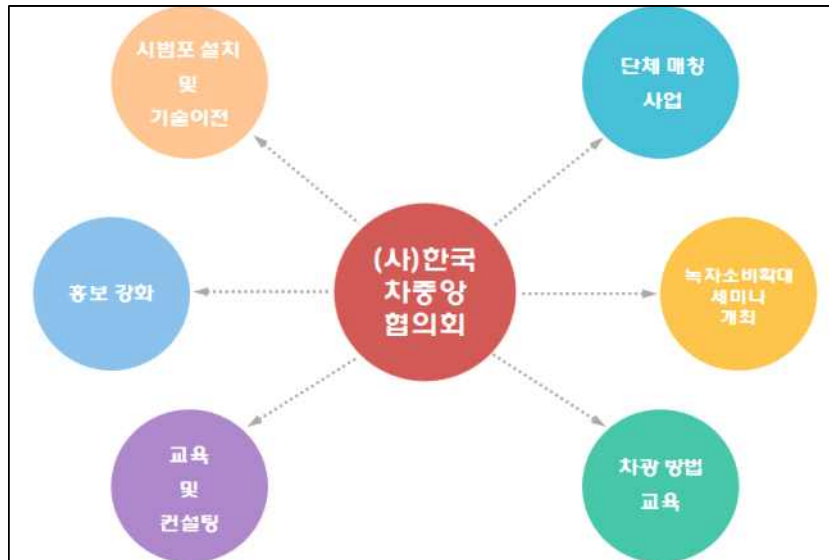 시범포 설치
및
기술이전
단체 매칭
사업
(사)한국
차중앙
협의회
홍보 강화
녹차소비확대
세미나
개최
교육
및
컨설팅
차광 방법
교육